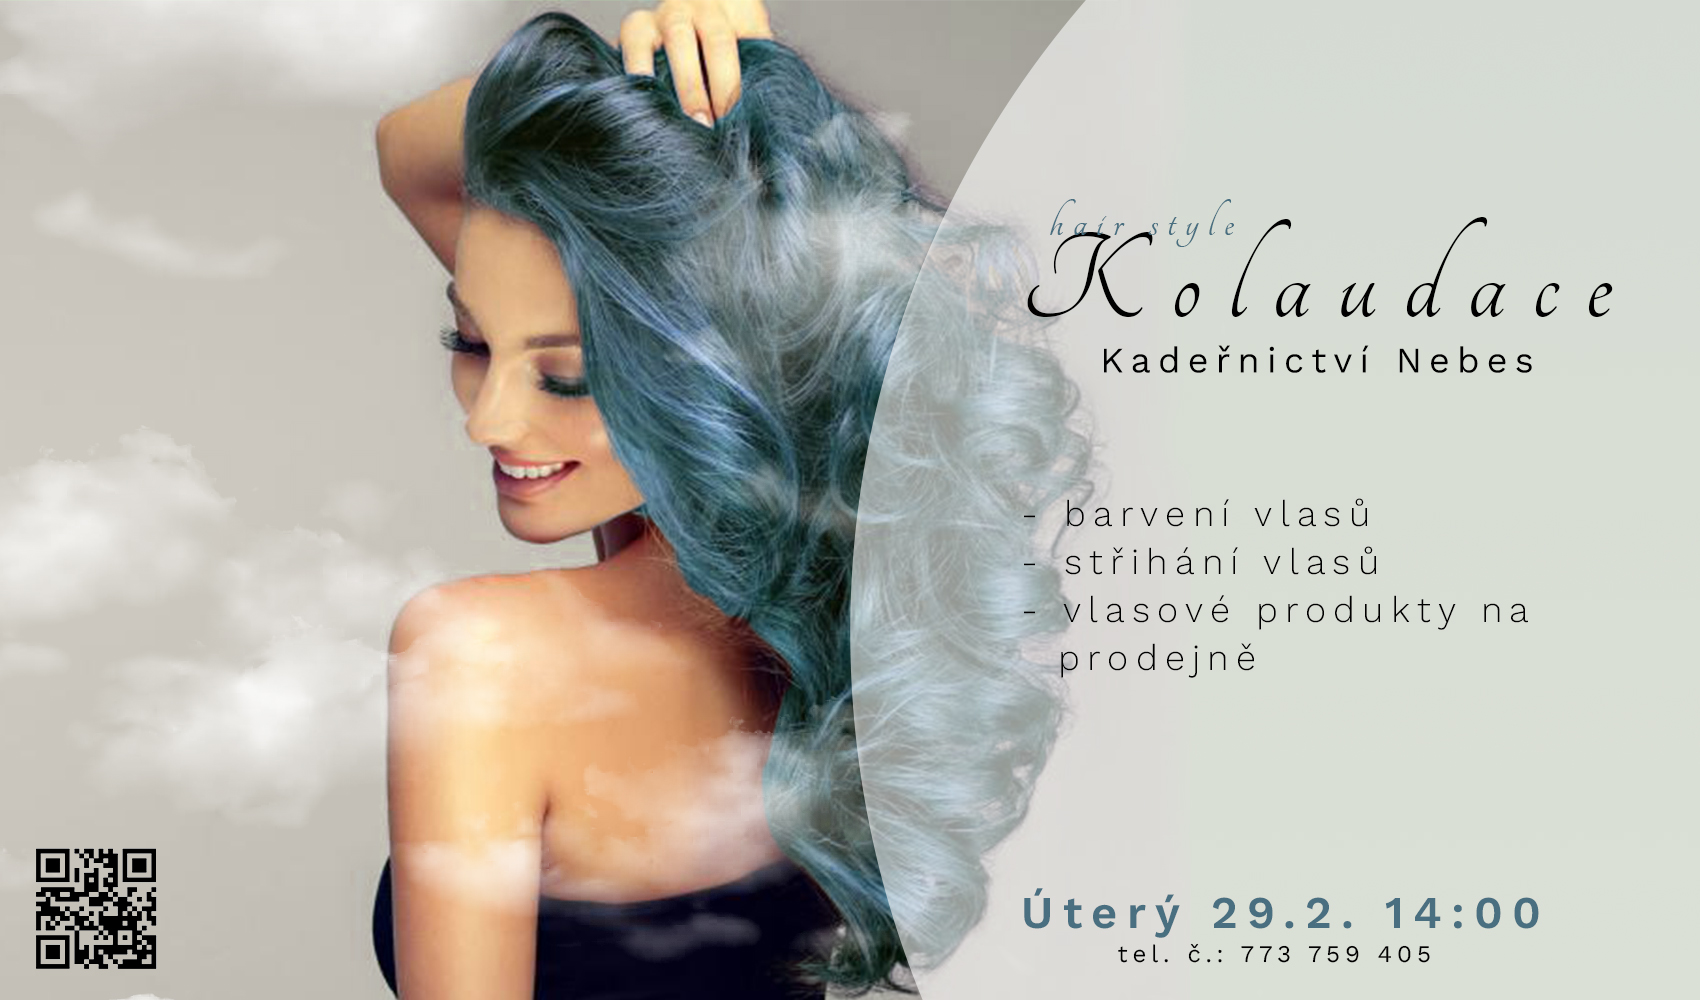 hair style
Kolaudace
Kadeřnictví Nebes
- barvení vlasů
- střihání vlasů
- vlasové produkty na
prodejně
Úterý 29.2. 14:00
tel. č.: 773 759 405